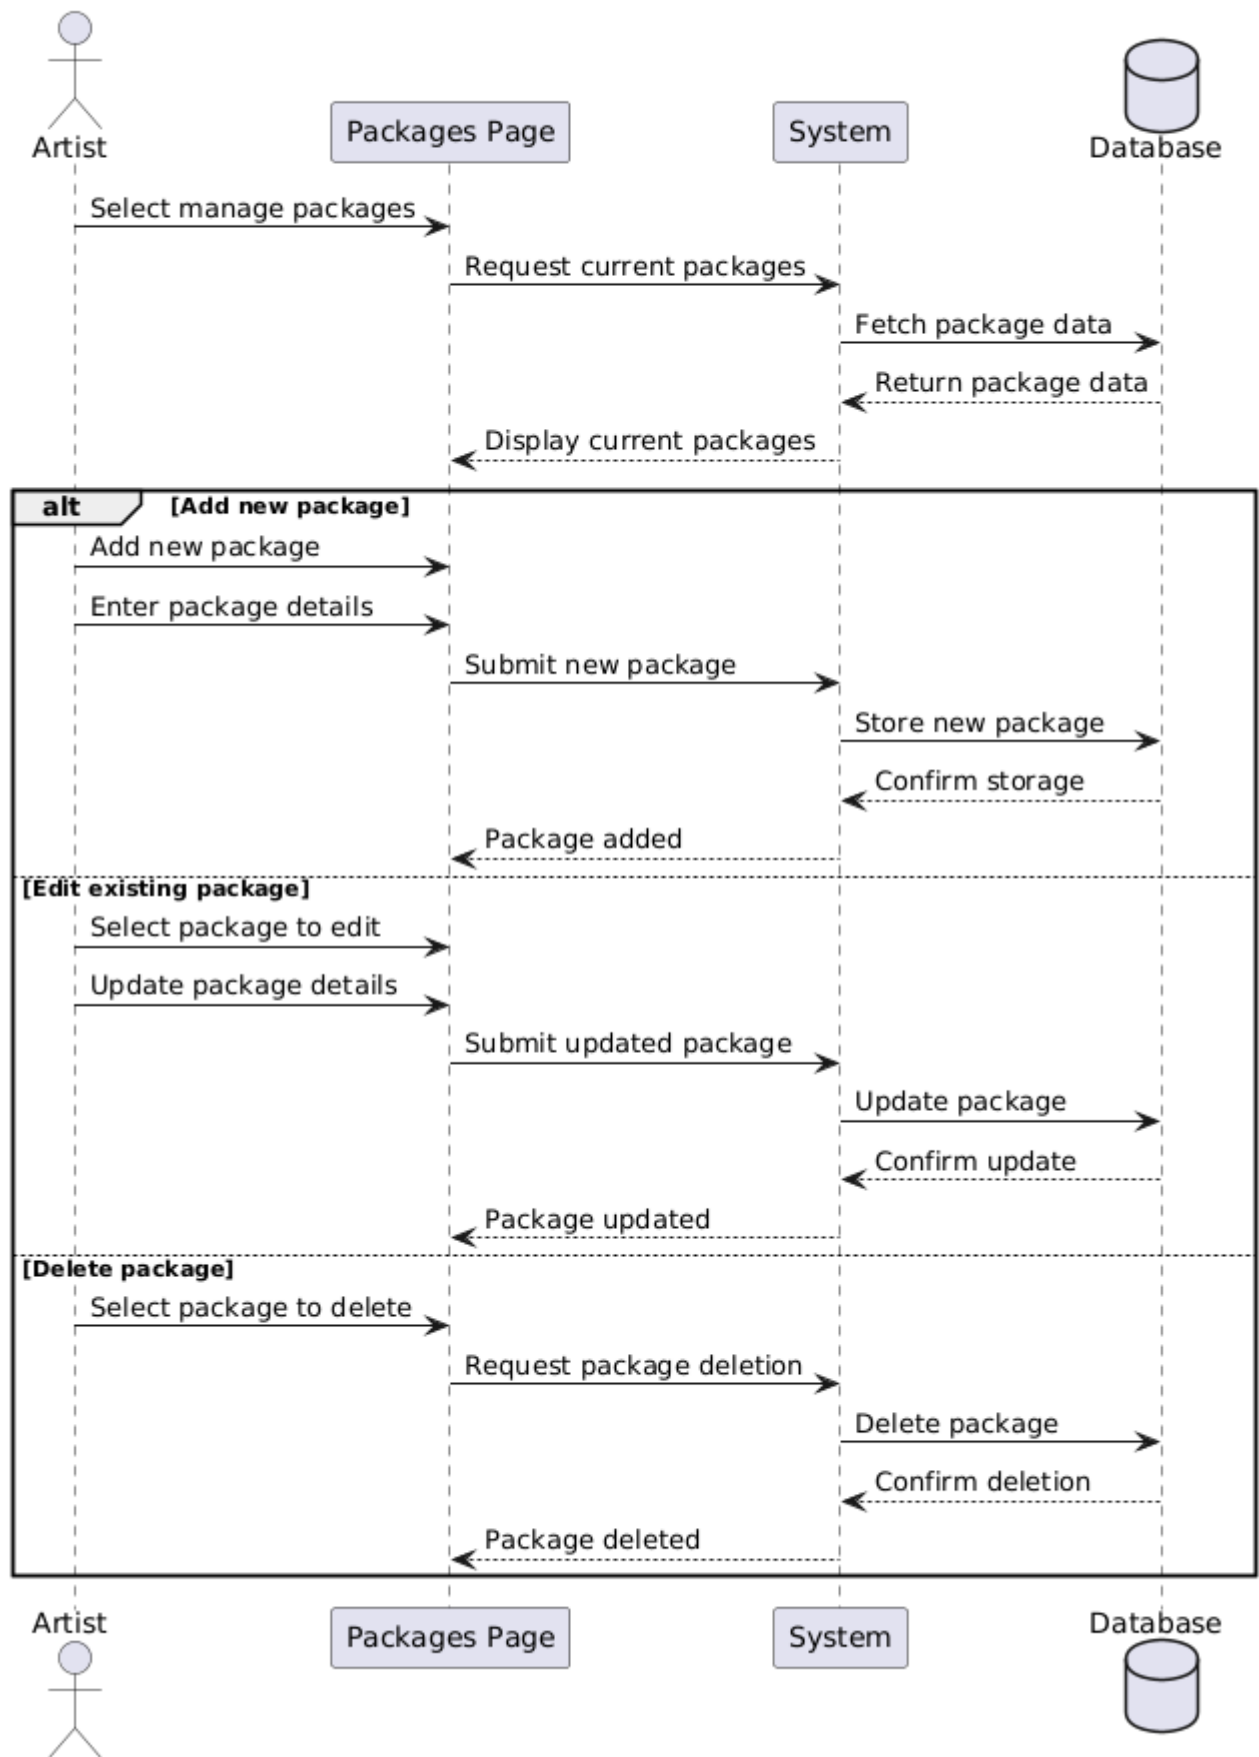 Artist
Packages Page
System
Database
Select manage packages
Request current packages
Fetch package data
Return package data
Display current packages
alt
[Add new package]
Add new package
Enter package details
Submit new package
Store new package
Confirm storage
Package added
[Edit existing package]
Select package to edit
Update package details
Submit updated package
Update package
Confirm update
Package updated
[Delete package]
Select package to delete
Request package deletion
Delete package
Confirm deletion
Package deleted
Artist
Packages Page
System
Database